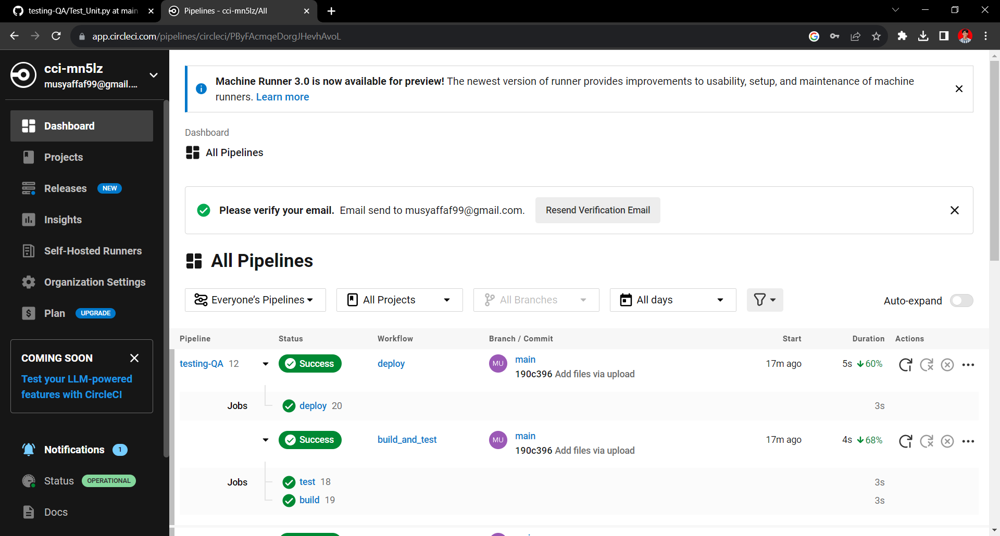 testing-QA/Test_Unit.py at main
Pipelines - cci-mn5lz/All
app.circleci.com/pipelines/circleci/PByFAcmqeDorgJHevhAvoL
cci-mn5lz
musyaffaf99@gmail....
Dashboard
Projects
Releases NEW
Insights
Self-Hosted Runners
Organization Settings
Plan UPGRADE
COMING SOON
Test your LLM-powered
features with CircleCI
Notifications 1
Status OPERATIONAL
Docs
Machine Runner 3.0 is now available for preview! The newest version of runner provides improvements to usability, setup, and maintenance of machine
runners. Learn more
Dashboard
All Pipelines
Please verify your email. Email send to musyaffaf99@gmail.com. Resend Verification Email
All Pipelines
Everyone’s Pipelines All Projects All Branches All days Auto-expand
Pipeline Status Workflow Branch / Commit Start Duration Actions
testing-QA 12 Success deploy MU main 17m ago 5s 60%
190c396 Add files via upload
Jobs deploy 20 3s
Success build_and_test MU main 17m ago 4s 68%
190c396 Add files via upload
Jobs test 18 3s
build 19 3s